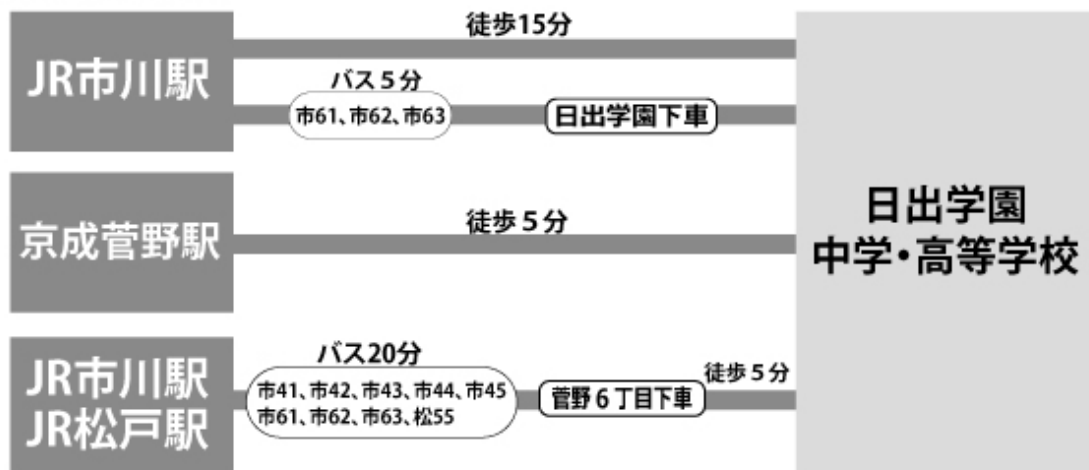 JR市川駅
徒歩15分
バス5分
市61、市62、市63
日出学園下車
京成菅野駅
徒歩5分
JR市川駅
JR松戸駅
バス20分
市41、市42、市43、市44、市45
市61、市62、市63、松55
菅野6丁目下車
徒歩5分
日出学園
中学・高等学校